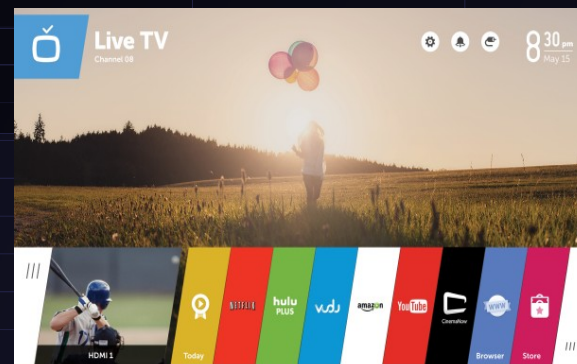 Live TV
Channel 08
8 30 pm
May 15
HDMI 1
Today
NETFLIX
hulu
PLUS
vudu
amazon
YouTube
CinemaNow
www
Browser
Store